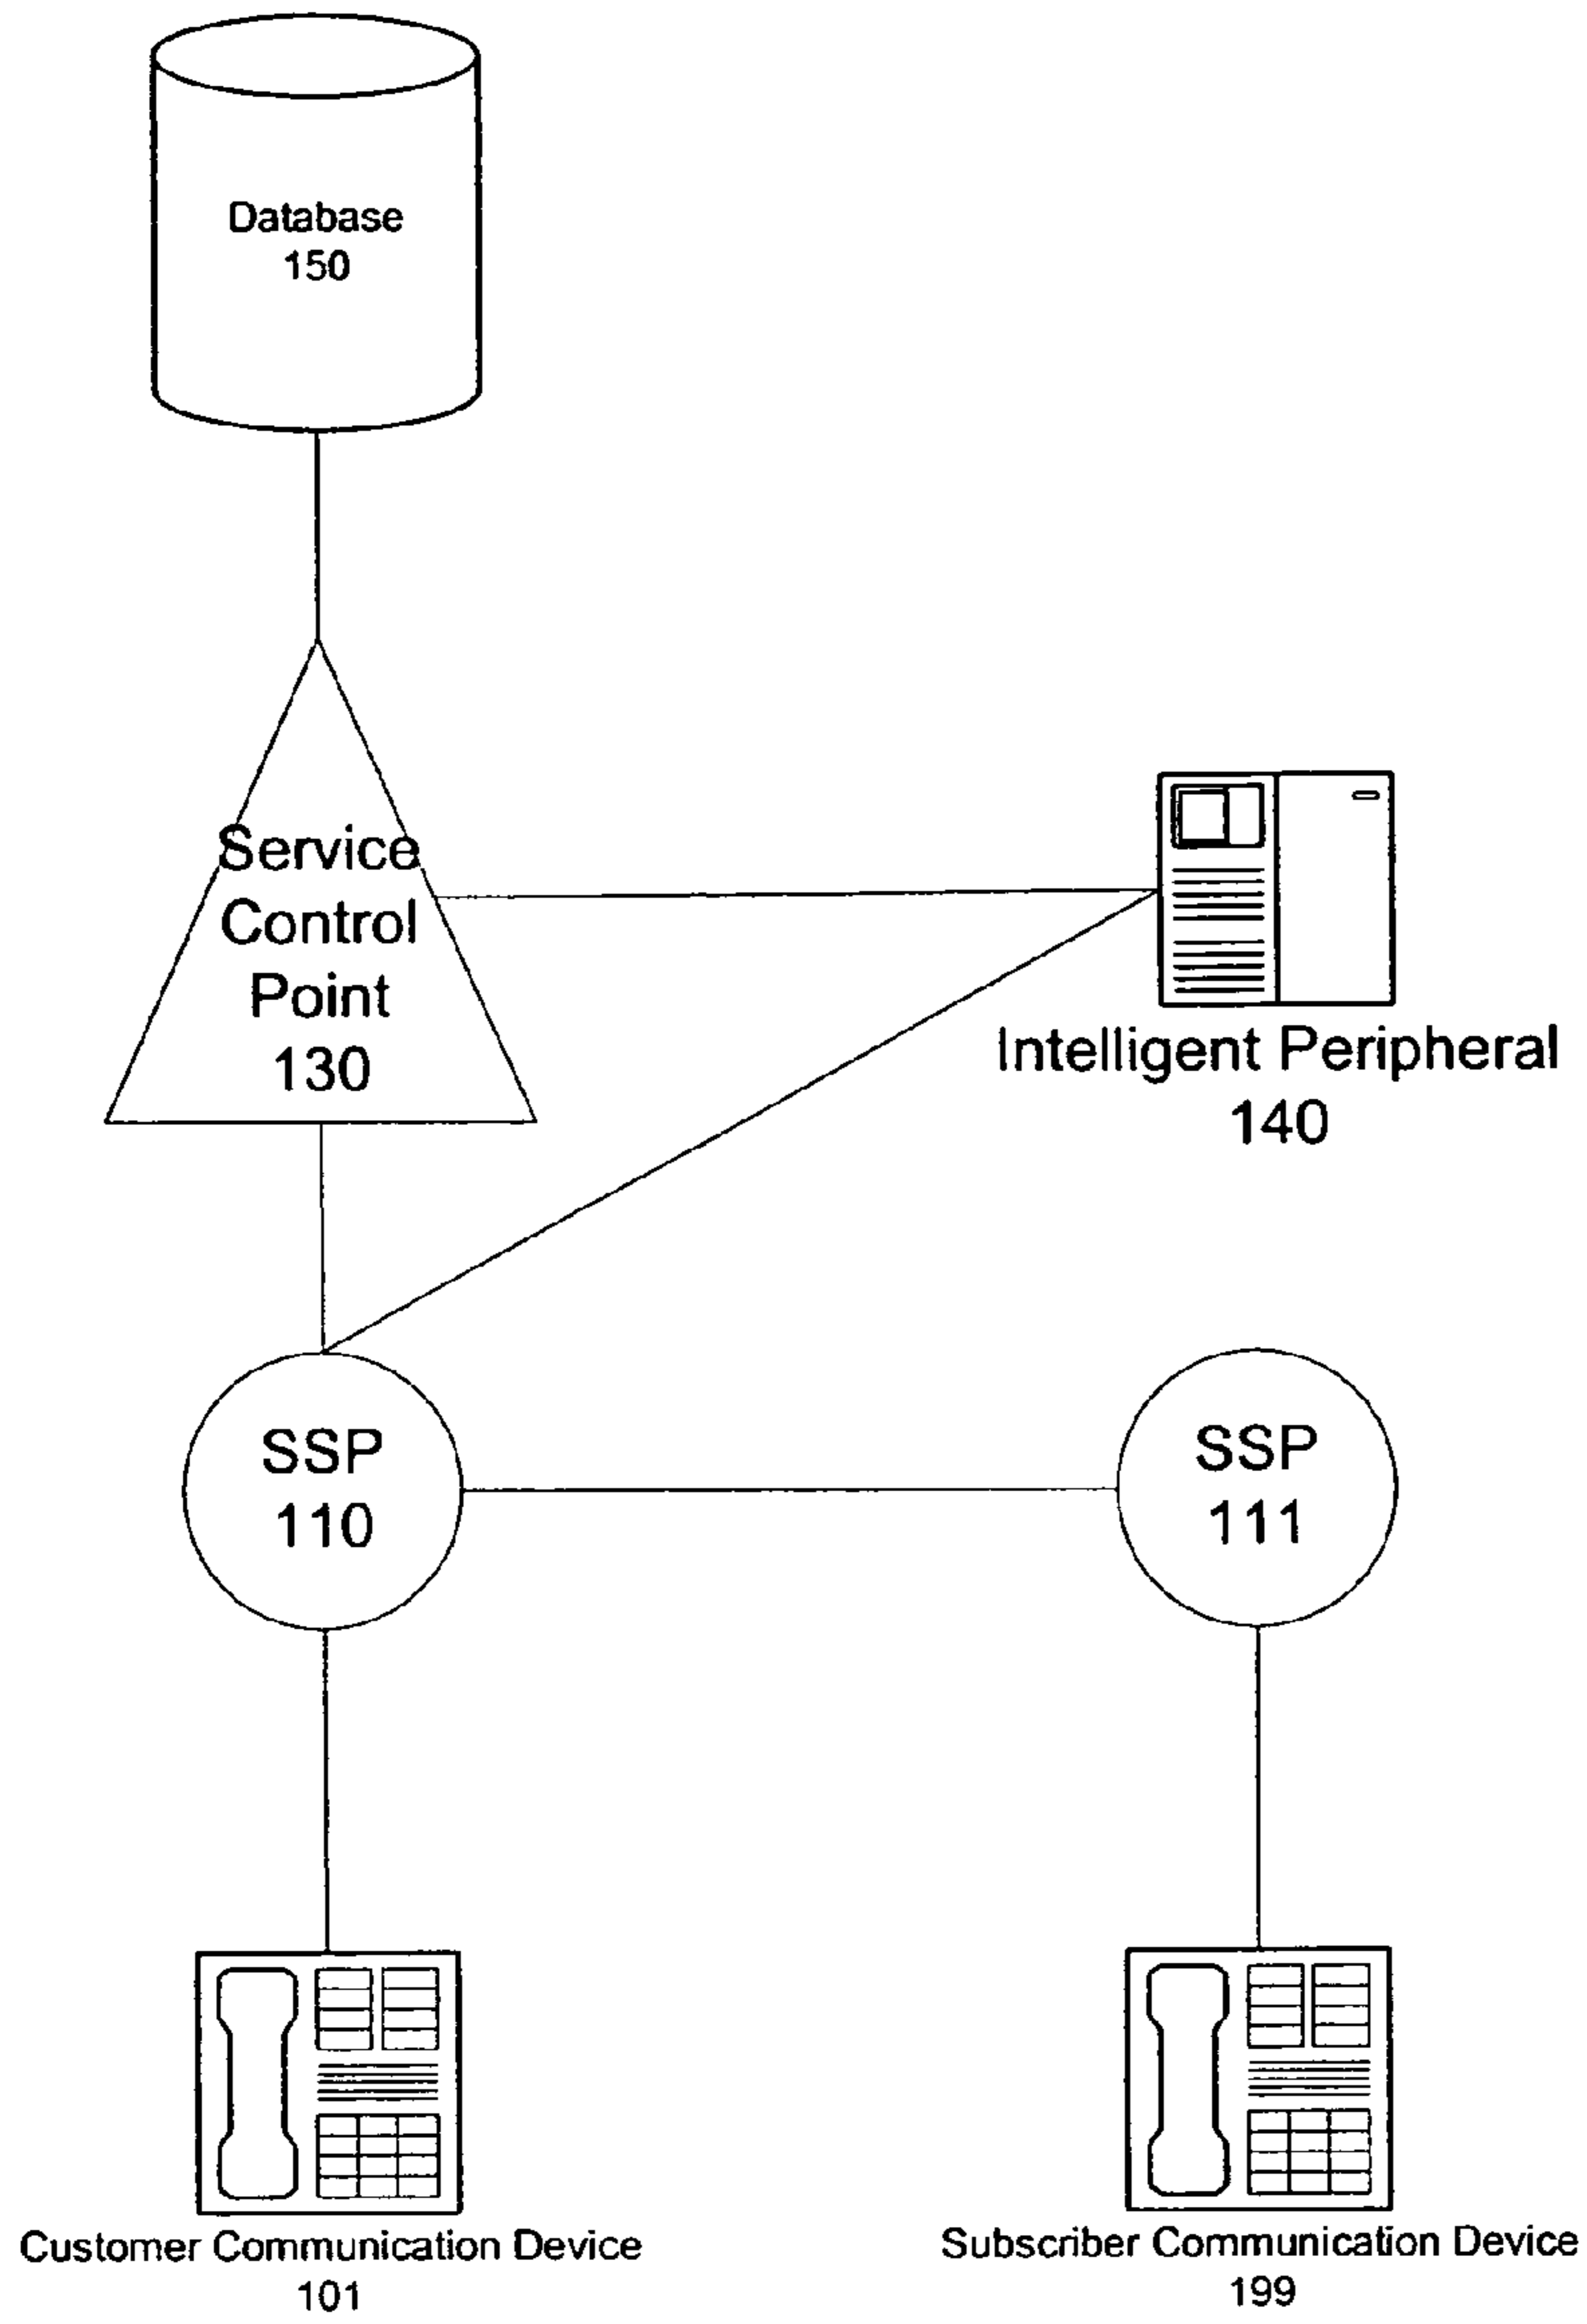 Database
150
Service
Control
Point
130
Intelligent Peripheral
140
SSP
110
SSP
111
Customer Communication Device
101
Subscriber Communication Device
199